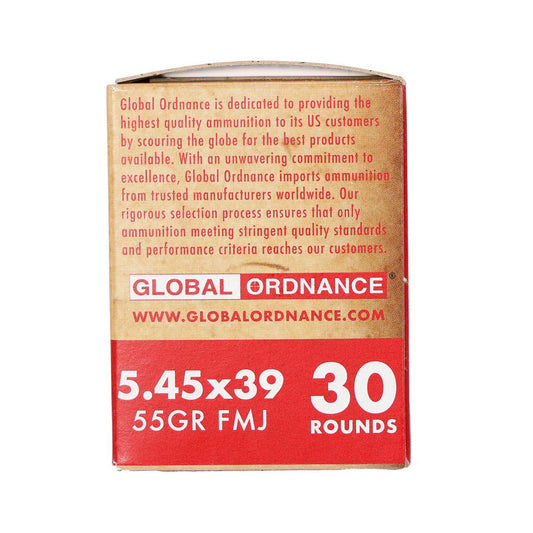 Global Ordnance is dedicated to providing the
highest quality ammunition to its US customers
by scouring the globe for the best products
available. With an unwavering commitment to
excellence, Global Ordnance imports ammunition
from trusted manufacturers worldwide. Our
rigorous selection process ensures that only
ammunition meeting stringent quality standards
and performance criteria reaches our customers.
GLOBAL ORDNANCE®
WWW.GLOBALORDNANCE.COM
5.45x39
55GR FMJ
30
ROUNDS